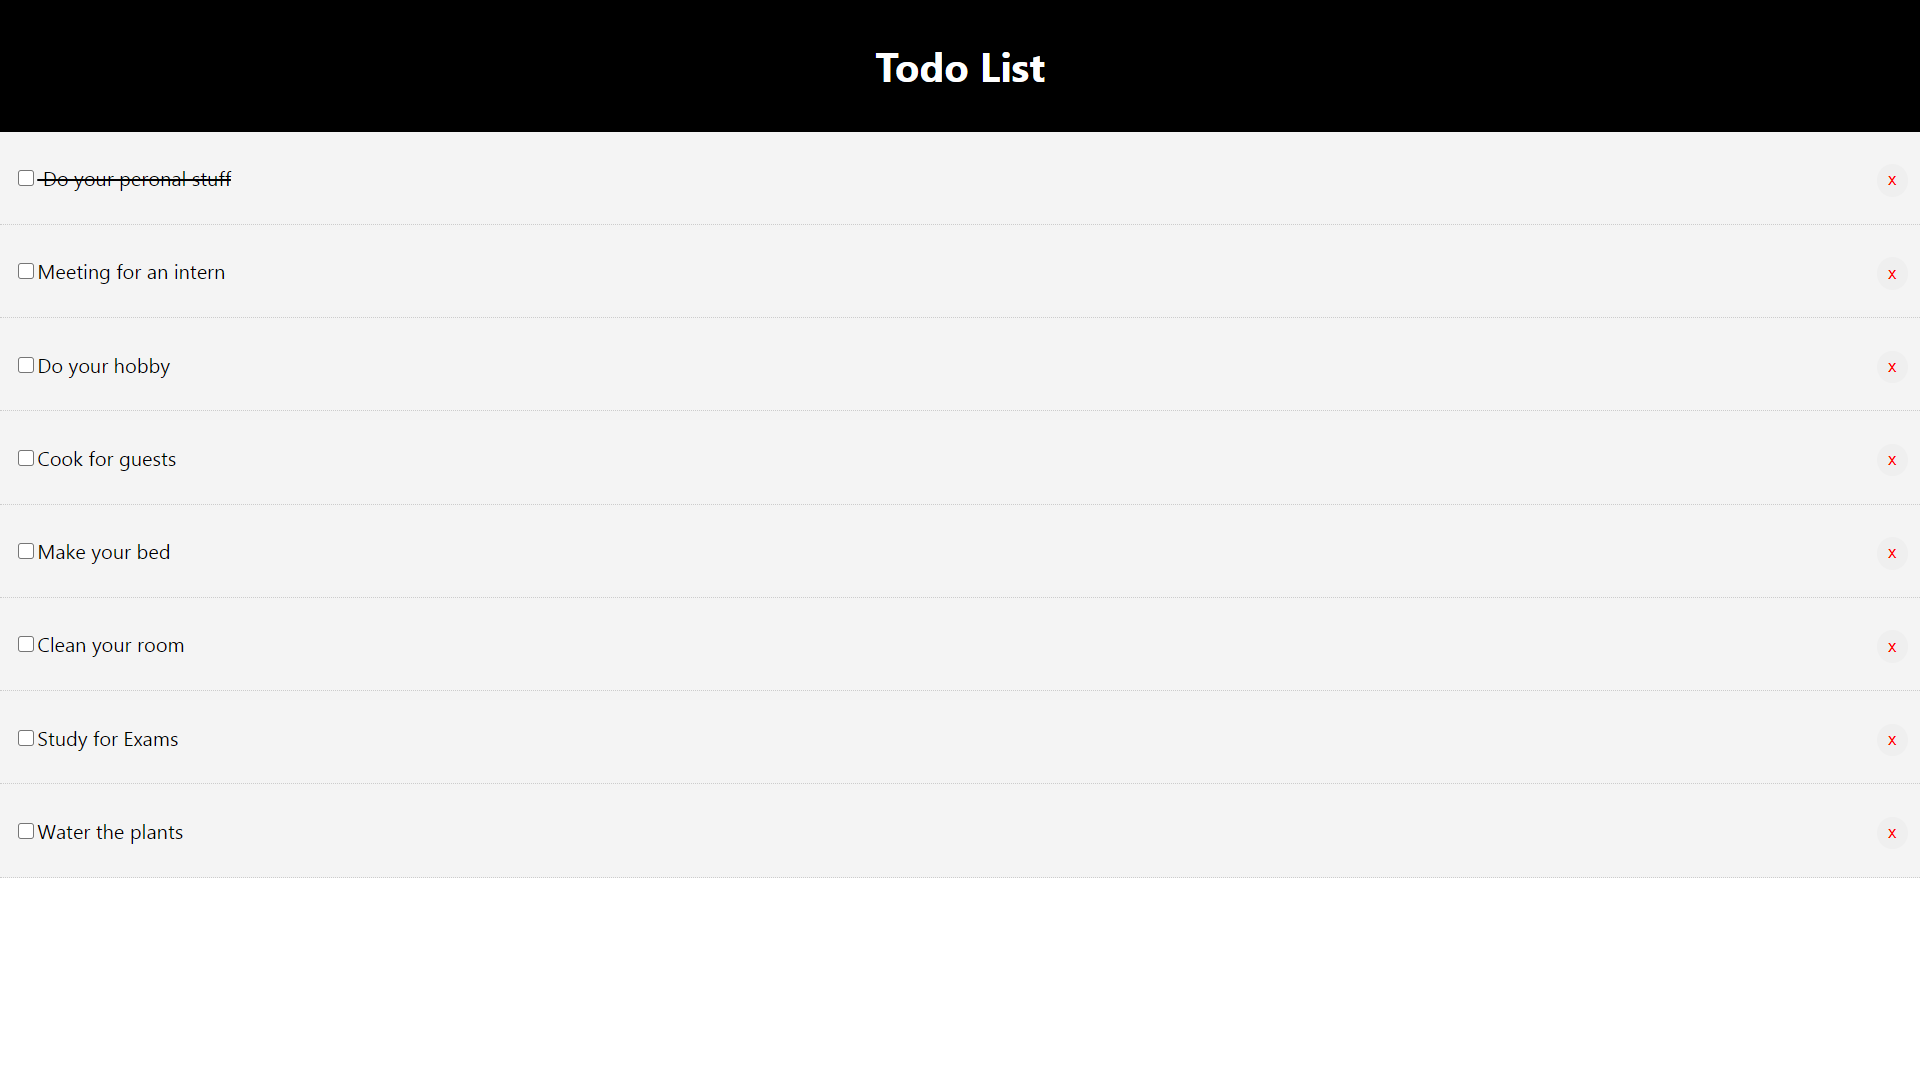 Todo List
Do your peronal stuff
x
Meeting for an intern
x
Do your hobby
x
Cook for guests
x
Make your bed
x
Clean your room
x
Study for Exams
x
Water the plants
x